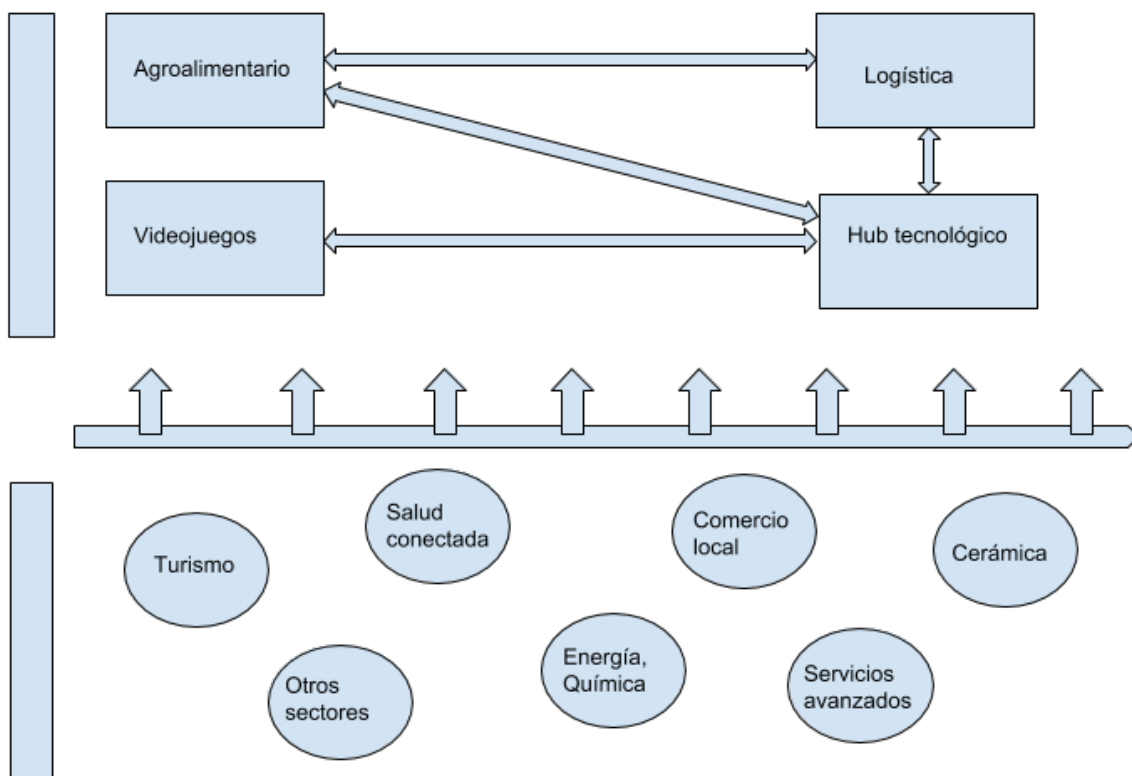 Agroalimentario
Logística
Videojuegos
Hub tecnológico
Salud
conectada
Comercio
local
Turismo
Cerámica
Otros
sectores
Energía,
Química
Servicios
avanzados